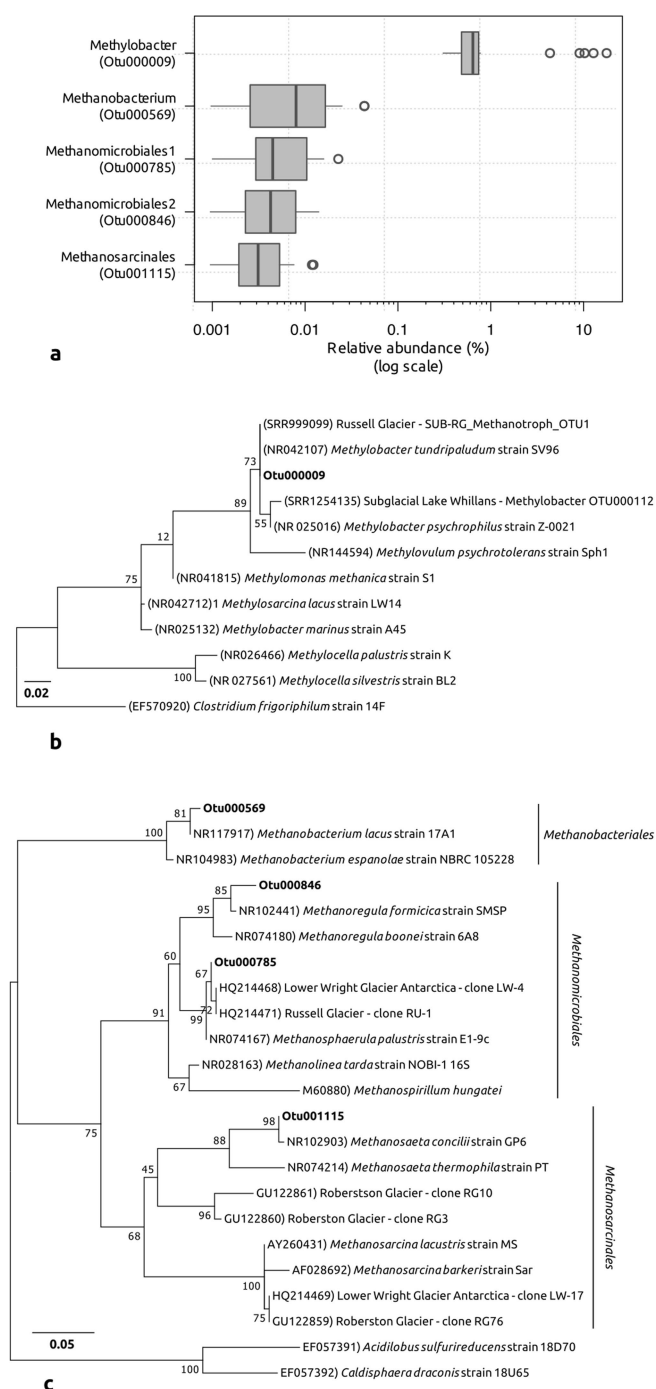 Methylobacter
(Otu000009)
Methanobacterium
(Otu000569)
Methanomicrobiales1
(Otu000785)
Methanomicrobiales2
(Otu000846)
Methanosarcinales
(Otu001115)
0.001 0.01 0.1 1 10
Relative abundance (%)
(log scale)
a
(SRR999099) Russell Glacier - SUB-RG_Methanotroph_OTU1
(NR042107) Methylobacter tundripaludum strain SV96
73
Otu000009
89
(SRR1254135) Subglacial Lake Whillans - Methylobacter OTU000112
55
(NR 025016) Methylobacter psychrophilus strain Z-0021
12
(NR144594) Methylovulum psychrotolerans strain Sph1
75
(NR041815) Methylomonas methanica strain S1
(NR042712)1 Methylosarcina lacus strain LW14
(NR025132) Methylobacter marinus strain A45
(NR026466) Methylocella palustris strain K
100
(NR 027561) Methylocella silvestris strain BL2
0.02
(EF570920) Clostridium frigoriphilum strain 14F
b
81
Otu000569
100
NR117917) Methanobacterium lacus strain 17A1
Methanobacteriales
NR104983) Methanobacterium espanolae strain NBRC 105228
85
Otu000846
95
NR102441) Methanoregula formicica strain SMSP
NR074180) Methanoregula boonei strain 6A8
60
Otu000785
67
HQ214468) Lower Wright Glacier Antarctica - clone LW-4
72
HQ214471) Russell Glacier - clone RU-1
91
99
NR074167) Methanosphaerula palustris strain E1-9c
NR028163) Methanolinea tarda strain NOBI-1 16S
67
M60880) Methanospirillum hungatei
Methanomicrobiales
75
98
Otu001115
88
NR102903) Methanosaeta concilii strain GP6
NR074214) Methanosaeta thermophila strain PT
45
GU122861) Roberstson Glacier - clone RG10
96
GU122860) Roberston Glacier - clone RG3
68
AY260431) Methanosarcina lacustris strain MS
AF028692) Methanosarcina barkeri strain Sar
100
HQ214469) Lower Wright Glacier Antarctica - clone LW-17
75
GU122859) Roberston Glacier - clone RG76
Methanosarcinales
0.05
EF057391) Acidilobus sulfurireducens strain 18D70
100
EF057392) Caldisphaera draconis strain 18U65
c